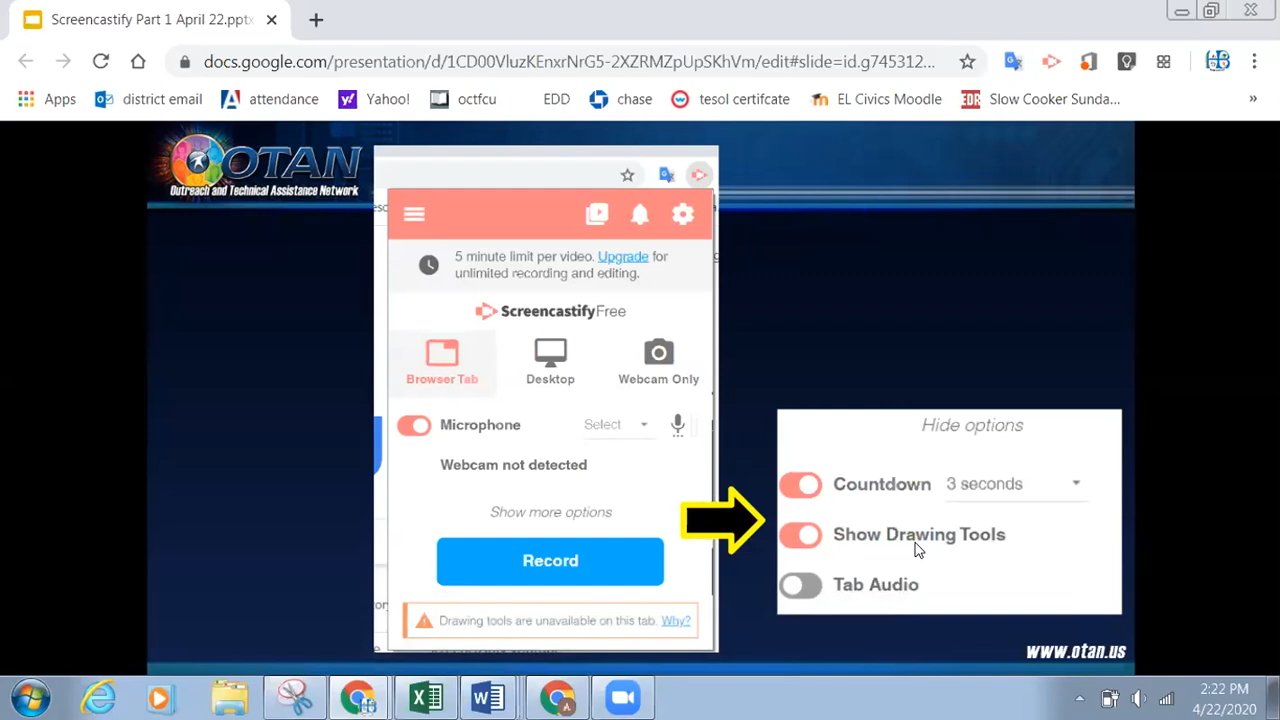 Screencastify Part 1 April 22.pptx
docs.google.com/presentation/d/1CD00VluzKEnxrNrG5-2XZRMZpUpSKhVm/edit#slide=id.g745312...
Apps
district email
attendance
Yahoo
octfcu
EDD
chase
tesol certifcate
EL Civics Moodle
EDR
Slow Cooker Sunda...
»
OTAN
Outreach and Technical Assistance Network
5 minute limit per video. Upgrade for
unlimited recording and editing.
ScreencastifyFree
Browser Tab
Desktop
Webcam Only
Microphone
Select
Webcam not detected
Show more options
Record
Drawing tools are unavailable on this tab. Why?
Hide options
Countdown
3 seconds
Show Drawing Tools
Tab Audio
www.otan.us
2:22 PM
4/22/2020